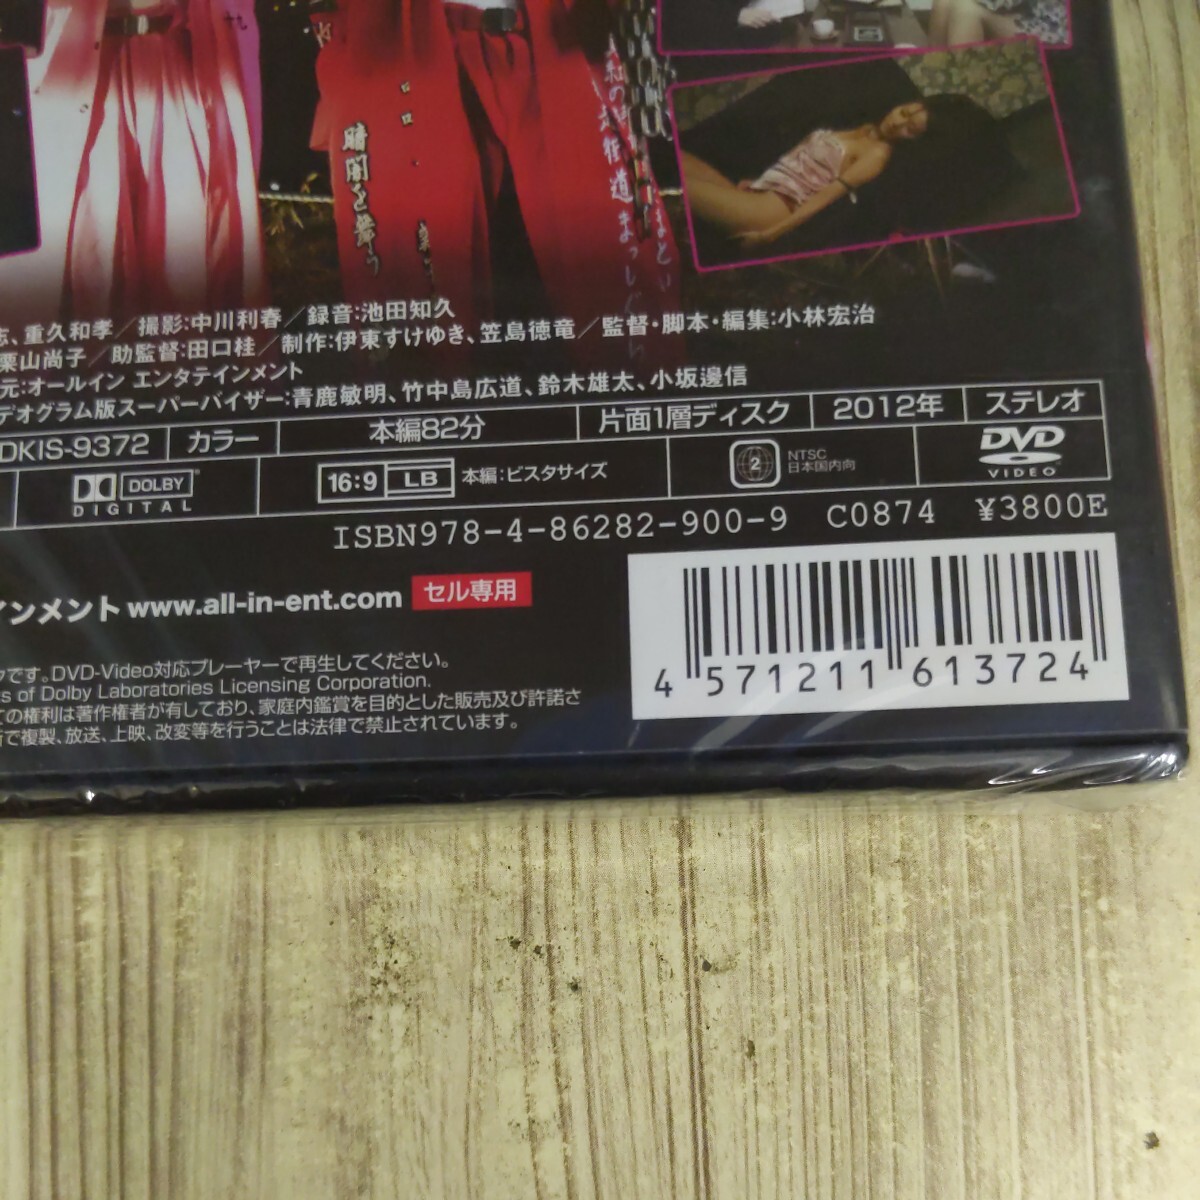 暗闇を舞う
志、重久和孝／撮影:中川利春／録音:池田知久
栗山尚子／助監督:田口桂／制作:伊東すけゆき、笠島徳竜／監督・脚本・編集:小林宏治
元:オールイン エンタテインメント
デオグラム版スーパーバイザー:青鹿敏明、竹中島広道、鈴木雄太、小坂邊信
DKIS-9372 カラー 本編82分 片面1層ディスク 2012年 ステレオ
DOLBY DIGITAL 16:9 LB 本編:ビスタサイズ 2 NTSC 日本国内向 DVD VIDEO
ISBN978-4-86282-900-9 C0874 ¥3800E
インメント www.all-in-ent.com セル専用
4 571211 613724
です。DVD-Video対応プレーヤーで再生してください。
of Dolby Laboratories Licensing Corporation.
ての権利は著作権者が有しており、家庭内鑑賞を目的とした販売及び許諾さ
で複製、放送、上映、改変等を行うことは法律で禁止されています。